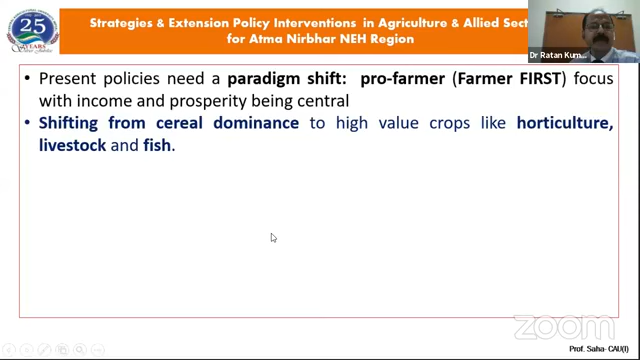 25
YEARS
Strategies & Extension Policy Interventions in Agriculture & Allied Sect
for Atma Nirbhar NEH Region
Dr Ratan Kum...
• Present policies need a paradigm shift: pro-farmer (Farmer FIRST) focus
with income and prosperity being central
• Shifting from cereal dominance to high value crops like horticulture,
livestock and fish.
zoom
Prof. Saha- CAU(I)